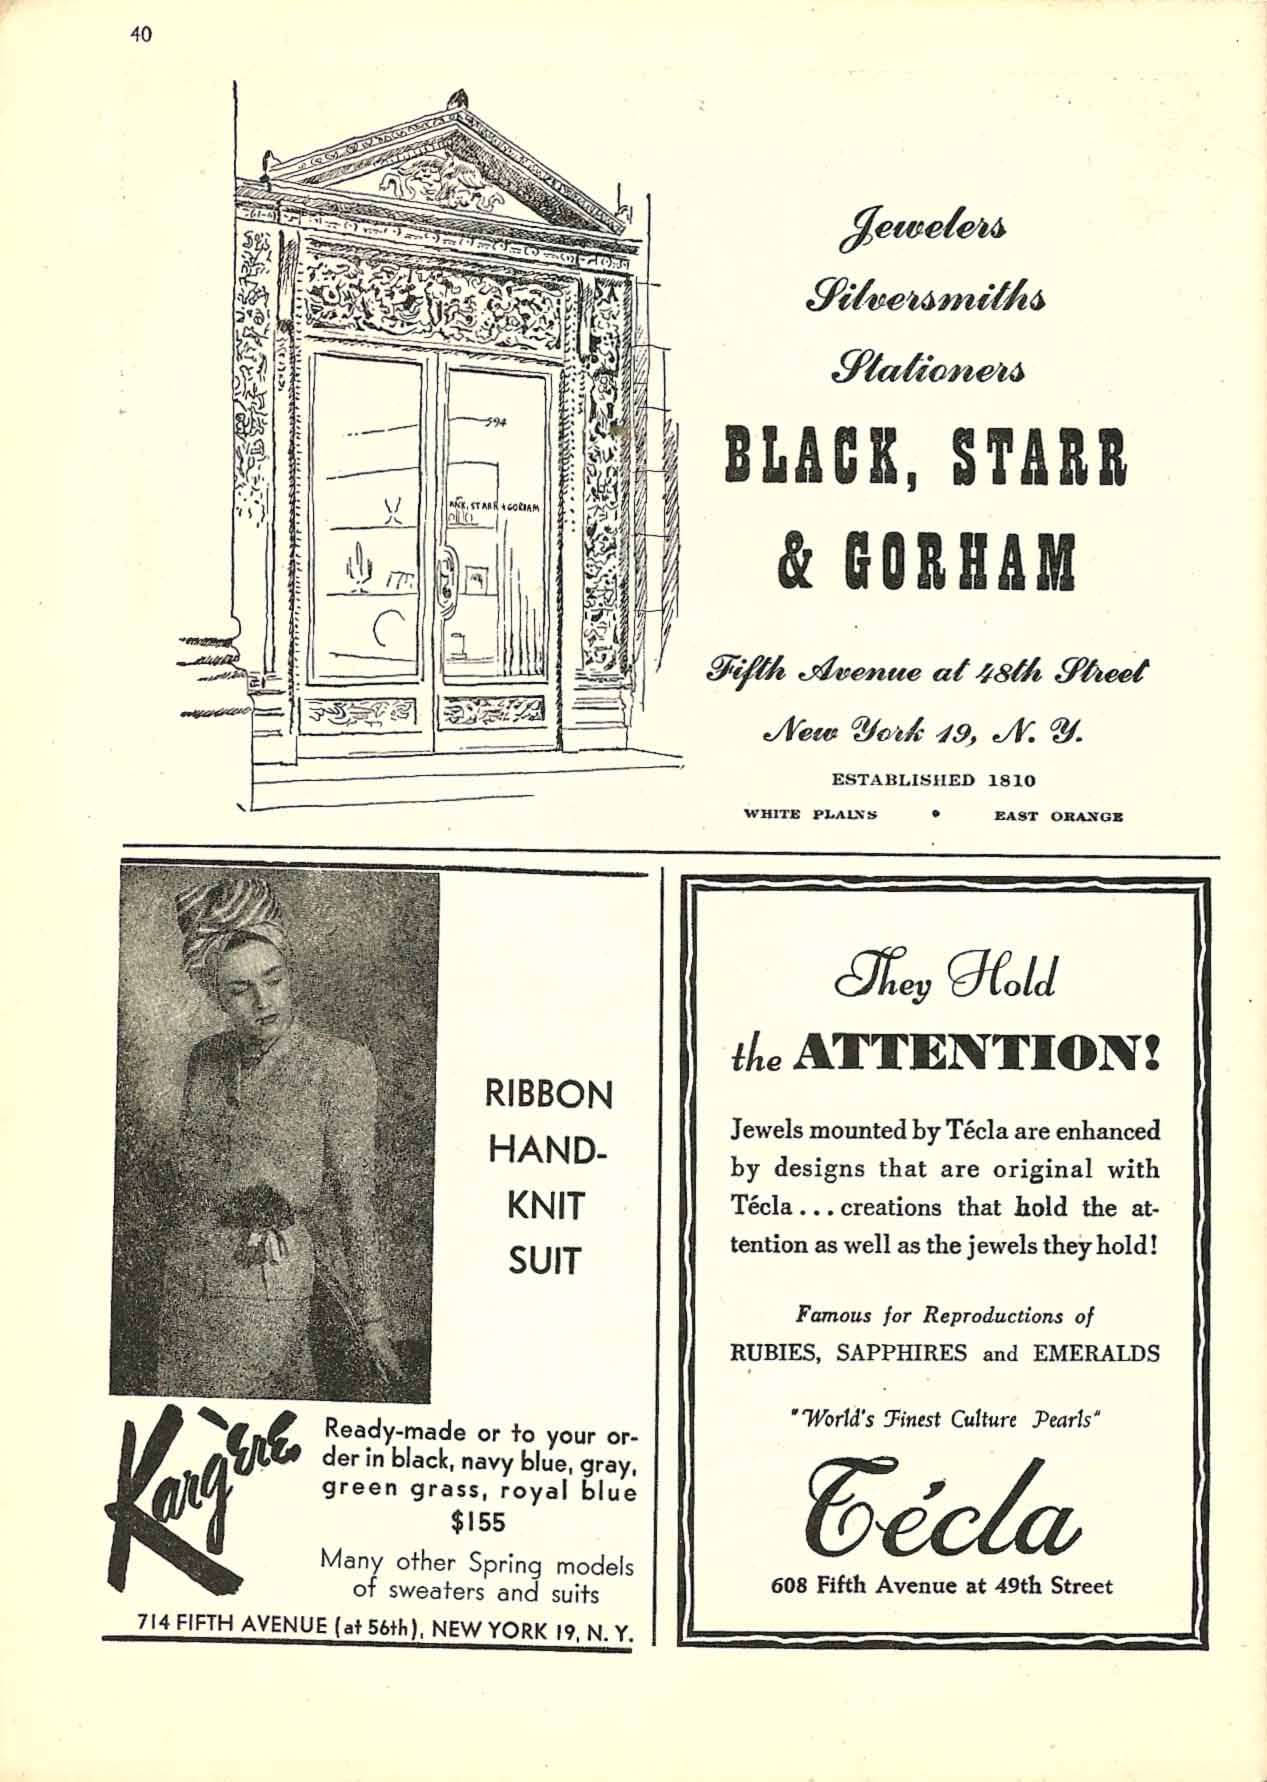 40
594
ACK, STARR & GORHAM
Jewelers
Silversmiths
Stationers
BLACK, STARR
& GORHAM
Fifth Avenue at 48th Street
New York 19, N. Y.
ESTABLISHED 1810
WHITE PLAINS • EAST ORANGE
RIBBON
HAND-
KNIT
SUIT
Kargère
Ready-made or to your or-
der in black, navy blue, gray,
green grass, royal blue
$155
Many other Spring models
of sweaters and suits
714 FIFTH AVENUE (at 56th), NEW YORK 19, N. Y.
They Hold
the ATTENTION!
Jewels mounted by Técla are enhanced
by designs that are original with
Técla . . . creations that hold the at-
tention as well as the jewels they hold!
Famous for Reproductions of
RUBIES, SAPPHIRES and EMERALDS
"World's Finest Culture Pearls"
Técla
608 Fifth Avenue at 49th Street